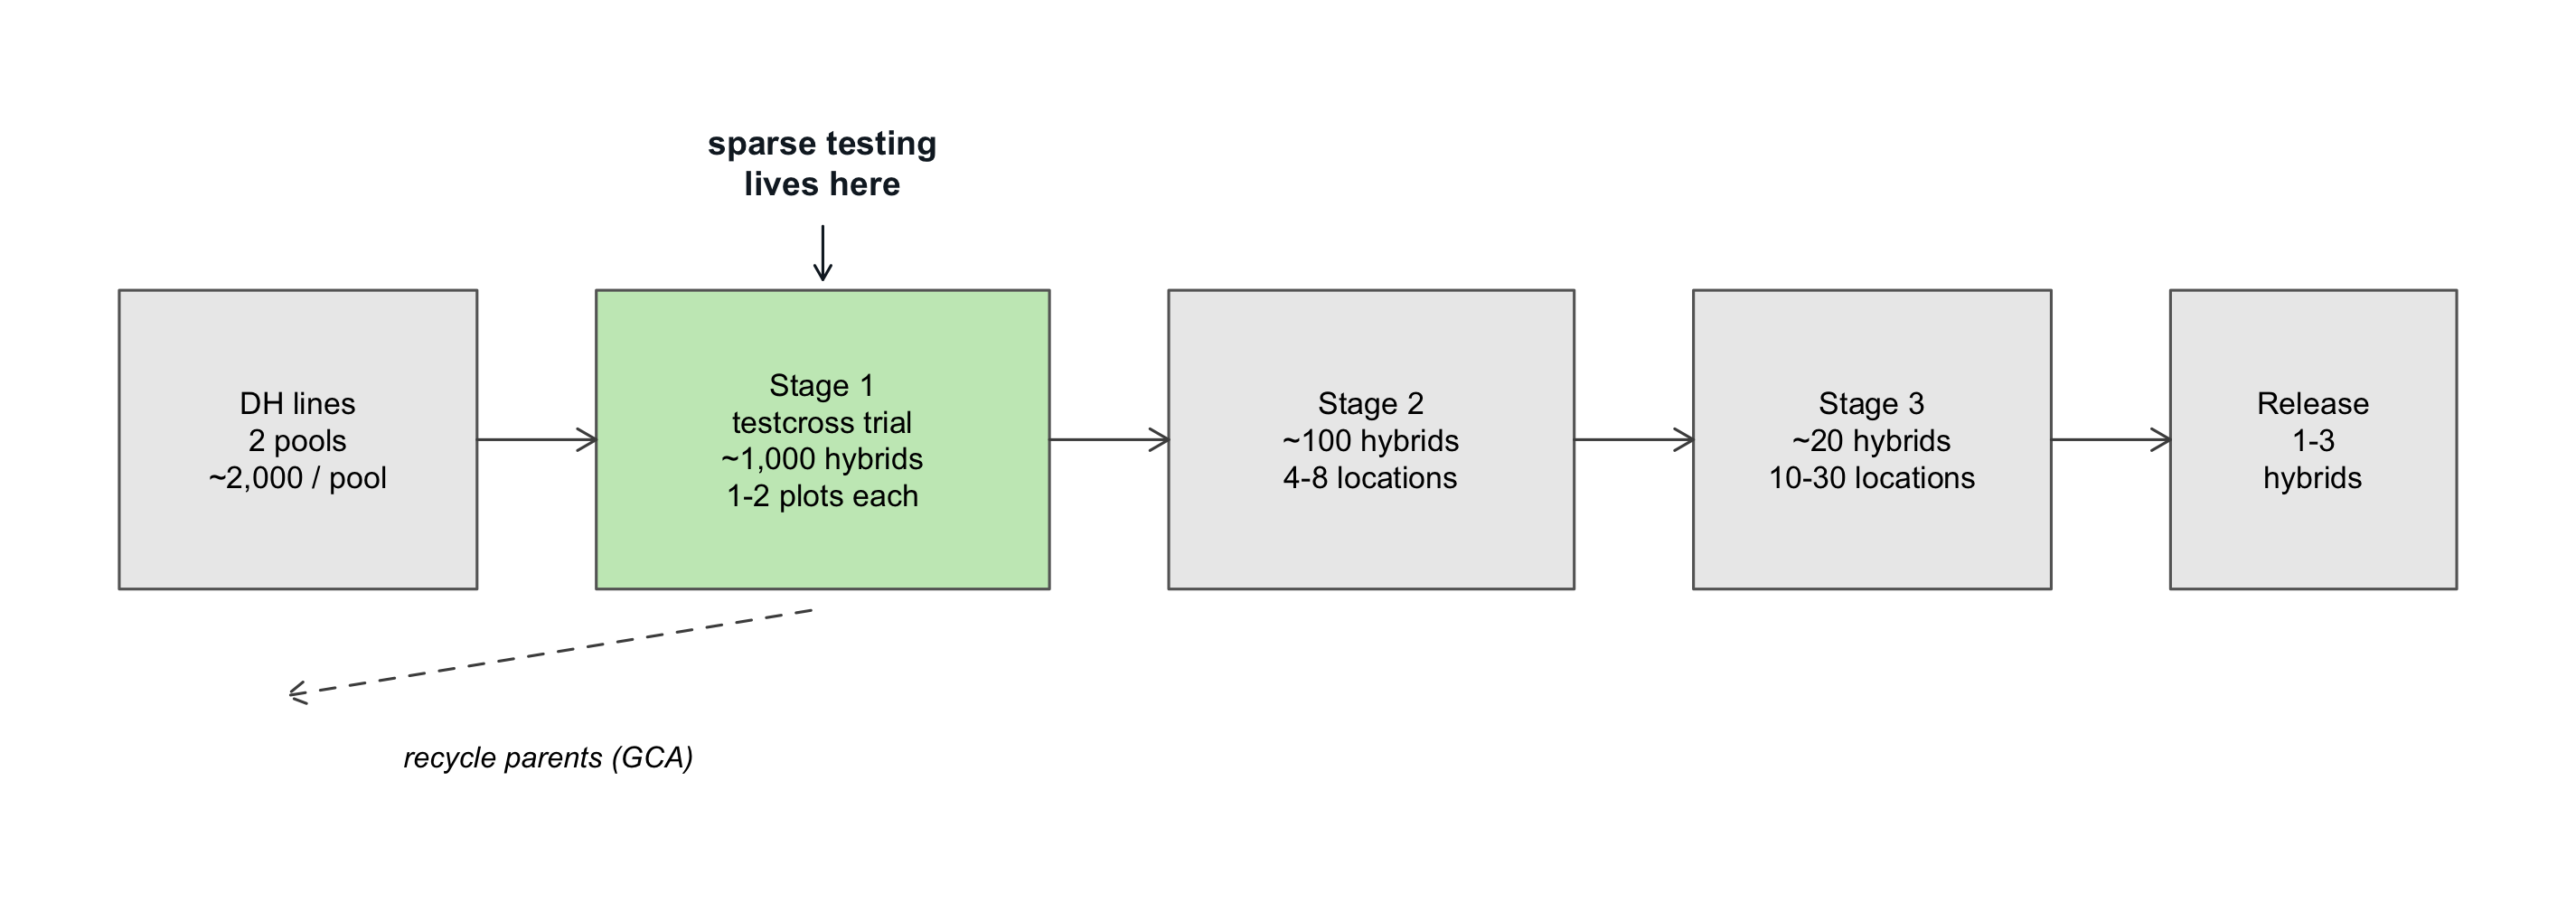 sparse testing
lives here
DH lines
2 pools
~2,000 / pool
Stage 1
testcross trial
~1,000 hybrids
1-2 plots each
Stage 2
~100 hybrids
4-8 locations
Stage 3
~20 hybrids
10-30 locations
Release
1-3
hybrids
recycle parents (GCA)